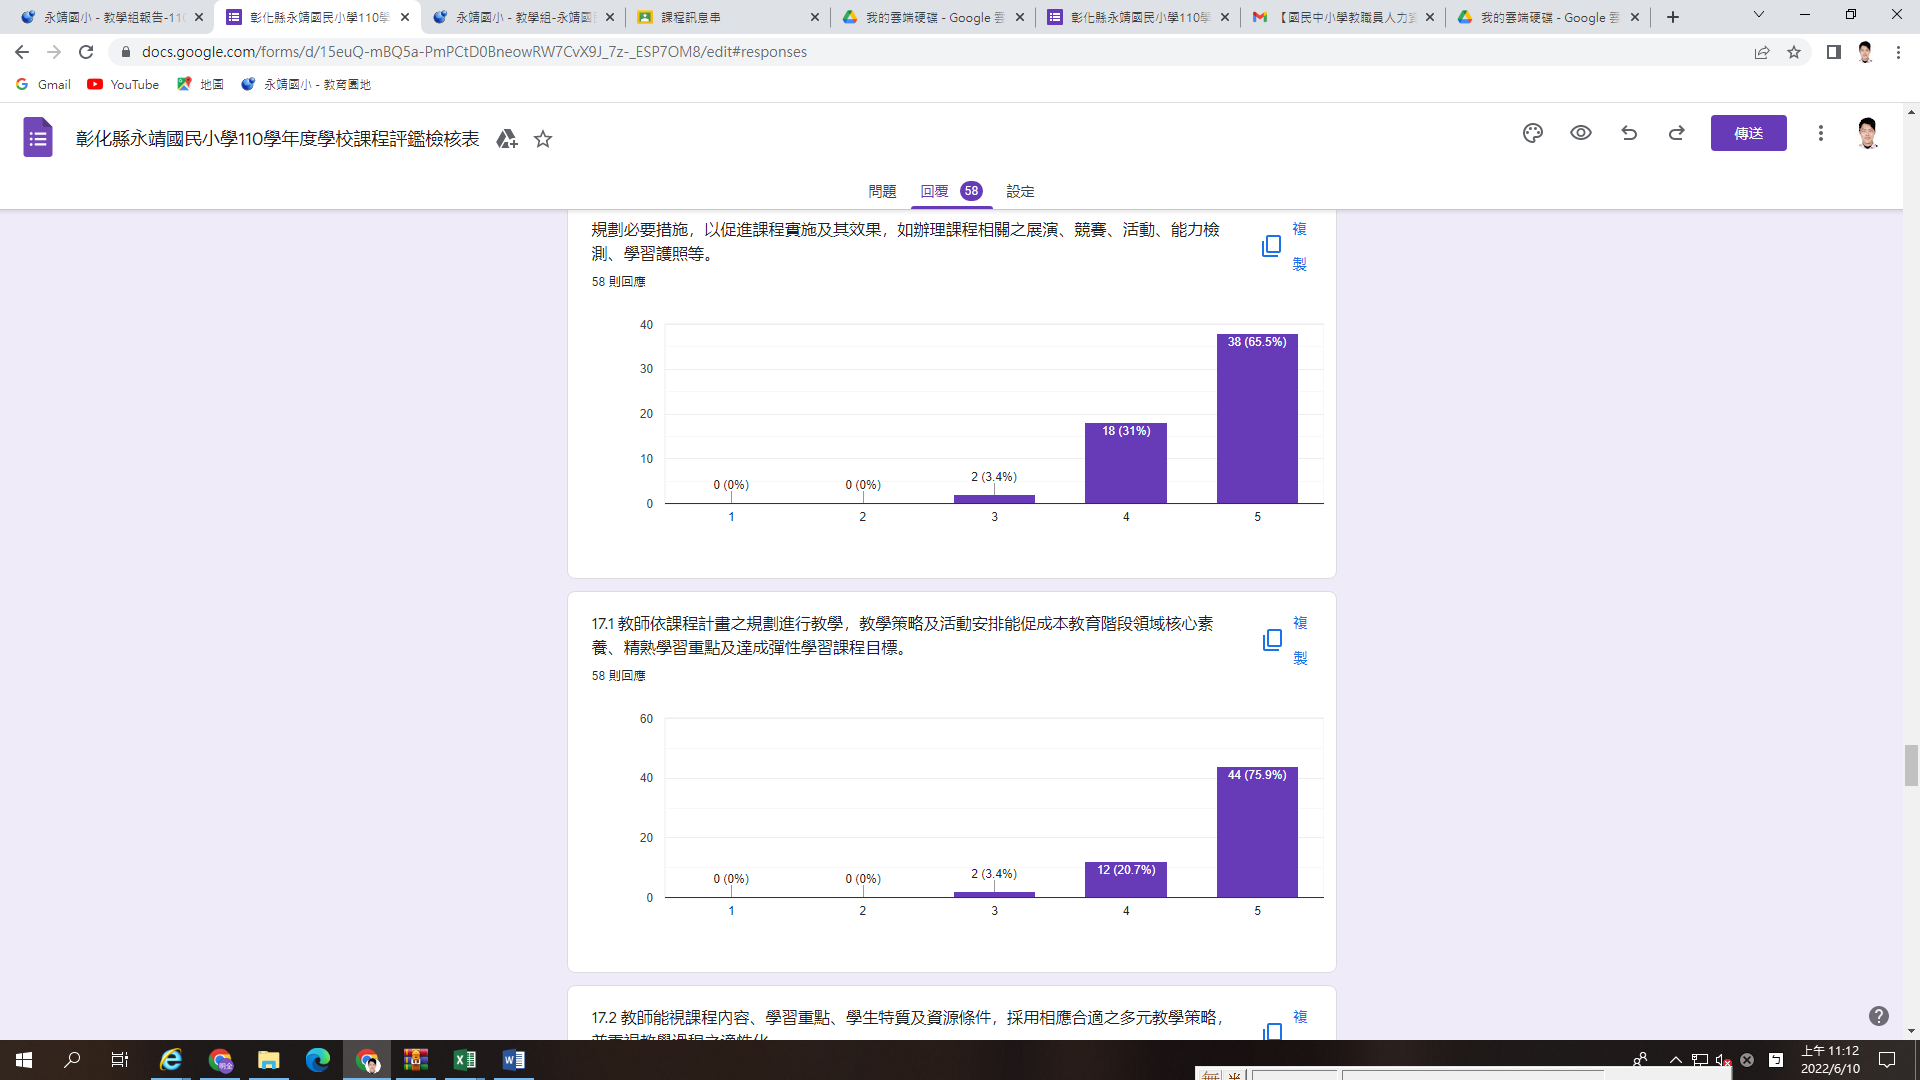 永靖國小 - 教學組報告-110
彰化縣永靖國民小學110學
永靖國小 - 教學組-永靖國
課程訊息串
我的雲端硬碟 - Google 雲
彰化縣永靖國民小學110學
【國民中小學教職員人力資
我的雲端硬碟 - Google 雲
docs.google.com/forms/d/15euQ-mBQ5a-PmPCtD0BneowRW7CvX9J_7z-_ESP7OM8/edit#responses
Gmail
YouTube
地圖
永靖國小 - 教育園地
彰化縣永靖國民小學110學年度學校課程評鑑檢核表
傳送
問題
回覆 58
設定
規劃必要措施，以促進課程實施及其效果，如辦理課程相關之展演、競賽、活動、能力檢
測、學習護照等。
複
製
58 則回應
40
30
20
10
0
0 (0%)
0 (0%)
2 (3.4%)
18 (31%)
38 (65.5%)
1
2
3
4
5
17.1 教師依課程計畫之規劃進行教學，教學策略及活動安排能促成本教育階段領域核心素
養、精熟學習重點及達成彈性學習課程目標。
複
製
58 則回應
60
40
20
0
0 (0%)
0 (0%)
2 (3.4%)
12 (20.7%)
44 (75.9%)
1
2
3
4
5
17.2 教師能視課程內容、學習重點、學生特質及資源條件，採用相應合適之多元教學策略，
並重視教學過程之適性化。
複
上午 11:12
2022/6/10